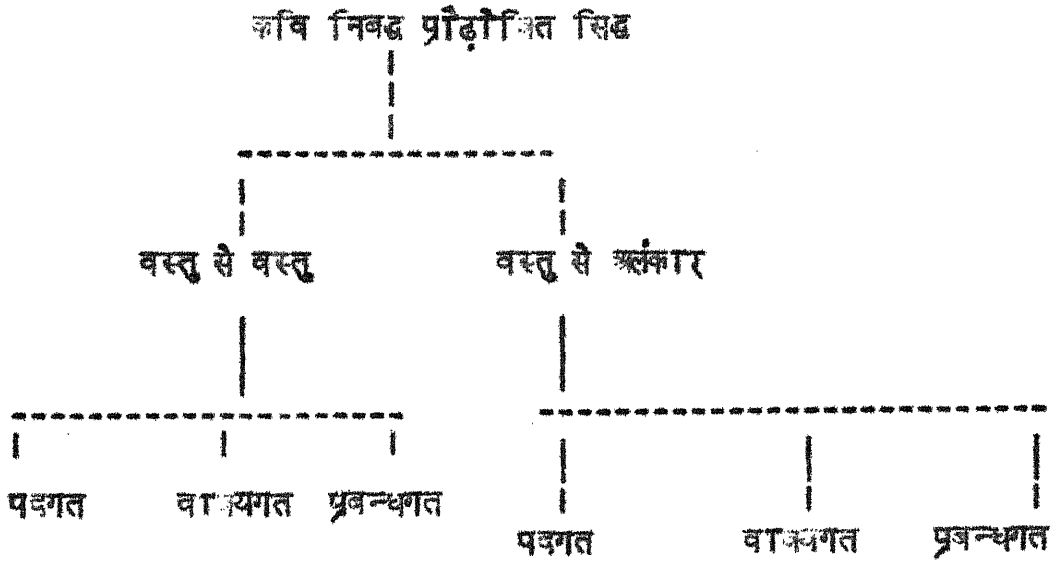 कवि निबद्ध प्रौढ़ोक्ति सिद्ध
वस्तु से वस्तु वस्तु से अलंकार
पदगत वाक्यगत प्रबन्धगत
पदगत वाक्यगत प्रबन्धगत